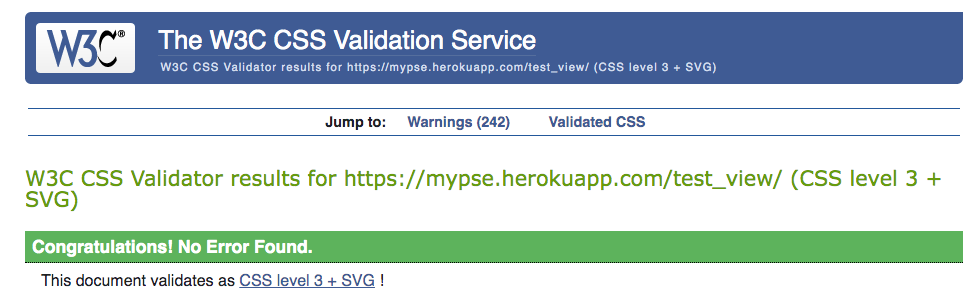 W3C®
The W3C CSS Validation Service
W3C CSS Validator results for https://mypse.herokuapp.com/test_view/ (CSS level 3 + SVG)
Jump to: Warnings (242) Validated CSS
W3C CSS Validator results for https://mypse.herokuapp.com/test_view/ (CSS level 3 +
SVG)
Congratulations! No Error Found.
This document validates as CSS level 3 + SVG !